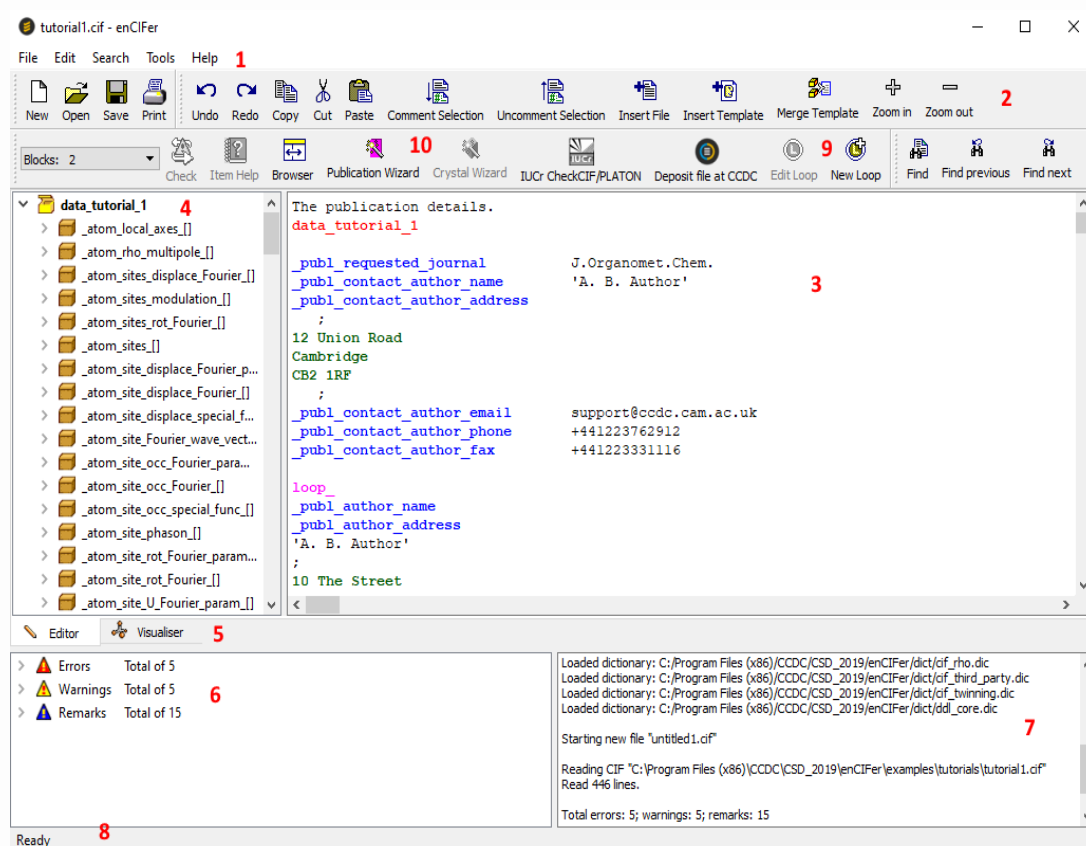 tutorial1.cif - enCIFer
File Edit Search Tools Help 1
New Open Save Print Undo Redo Copy Cut Paste Comment Selection Uncomment Selection Insert File Insert Template Merge Template Zoom in Zoom out 2
Blocks: 2 Check Item Help Browser Publication Wizard 10 Crystal Wizard IUCr IUCr CheckCIF/PLATON Deposit file at CCDC Edit Loop 9 New Loop Find Find previous Find next
data_tutorial_1 4
_atom_local_axes_[]
_atom_rho_multipole_[]
_atom_sites_displace_Fourier_[]
_atom_sites_modulation_[]
_atom_sites_rot_Fourier_[]
_atom_sites_[]
_atom_site_displace_Fourier_p...
_atom_site_displace_Fourier_[]
_atom_site_displace_special_f...
_atom_site_Fourier_wave_vect...
_atom_site_occ_Fourier_para...
_atom_site_occ_Fourier_[]
_atom_site_occ_special_func_[]
_atom_site_phason_[]
_atom_site_rot_Fourier_param...
_atom_site_rot_Fourier_[]
_atom_site_U_Fourier_param_[]
The publication details.
data_tutorial_1
_publ_requested_journal J.Organomet.Chem.
_publ_contact_author_name 'A. B. Author' 3
_publ_contact_author_address
;
12 Union Road
Cambridge
CB2 1RF
;
_publ_contact_author_email support@ccdc.cam.ac.uk
_publ_contact_author_phone +441223762912
_publ_contact_author_fax +441223331116
loop_
_publ_author_name
_publ_author_address
'A. B. Author'
;
10 The Street
Editor Visualiser 5
Errors Total of 5
Warnings Total of 5 6
Remarks Total of 15
Loaded dictionary: C:/Program Files (x86)/CCDC/CSD_2019/enCIFer/dict/cif_rho.dic
Loaded dictionary: C:/Program Files (x86)/CCDC/CSD_2019/enCIFer/dict/cif_third_party.dic
Loaded dictionary: C:/Program Files (x86)/CCDC/CSD_2019/enCIFer/dict/cif_twinning.dic
Loaded dictionary: C:/Program Files (x86)/CCDC/CSD_2019/enCIFer/dict/ddl_core.dic
7
Starting new file "untitled1.cif"
Reading CIF "C:\Program Files (x86)\CCDC\CSD_2019\enCIFer\examples\tutorials\tutorial1.cif"
Read 446 lines.
Total errors: 5; warnings: 5; remarks: 15
Ready 8